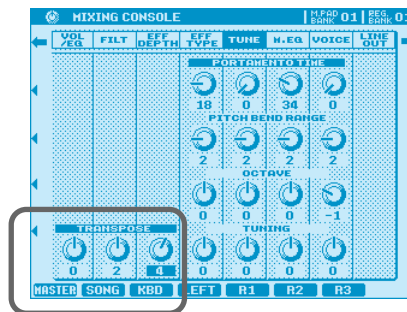 MIXING CONSOLE M.PAD BANK 01 REG. BANK 0
VOL /EQ FILT EFF DEPTH EFF TYPE TUNE M.EQ VOICE LINE OUT
PORTAMENTO TIME
18 0 34 0
PITCH BEND RANGE
2 2 2 2
OCTAVE
0 0 0 -1
TRANSPOSE TUNING
0 2 4 0 0 0 0
MASTER SONG KBD LEFT R1 R2 R3